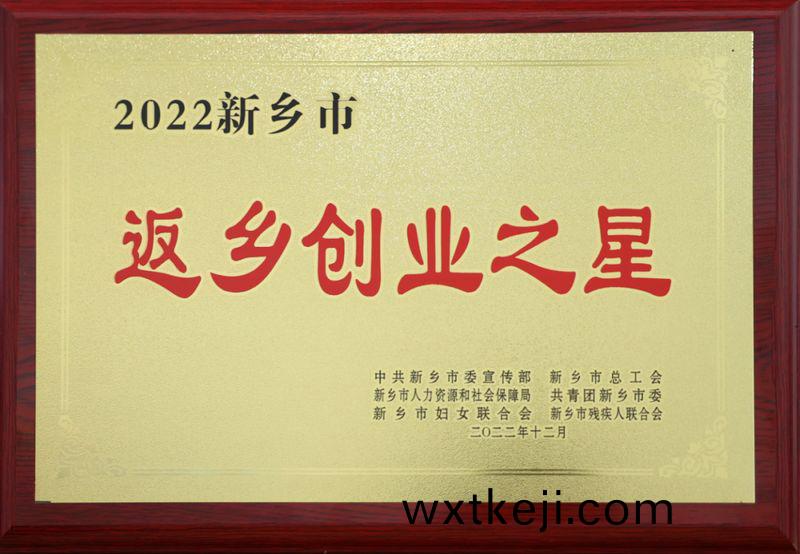 2022新乡市
返乡创业之星
中共新乡市委宣传部 新乡市总工会
新乡市人力资源和社会保障局 共青团新乡市委
新乡市妇女联合会 新乡市残疾人联合会
二〇二二年十二月
wxtkeji.com